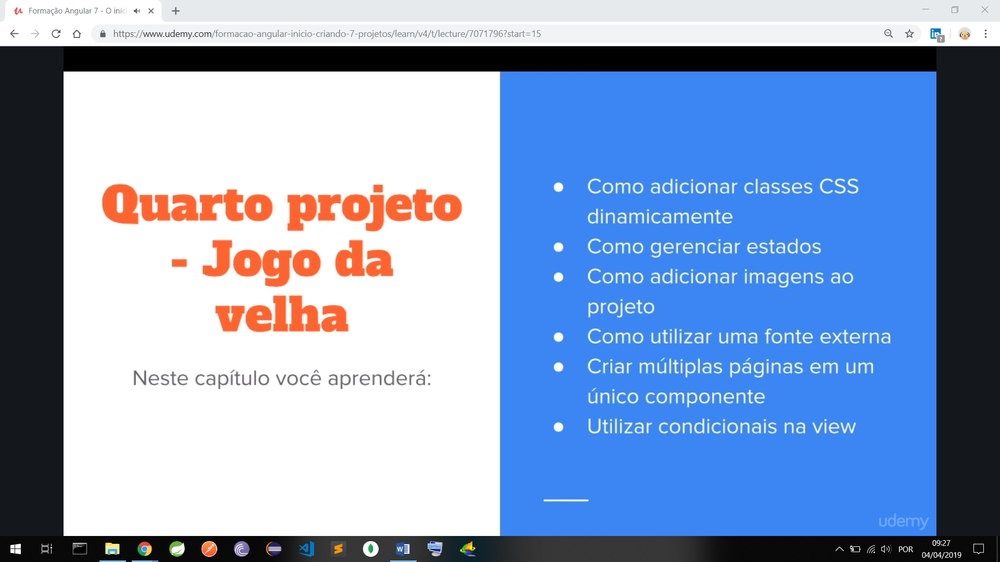 Formação Angular 7 - O iníci
https://www.udemy.com/formacao-angular-inicio-criando-7-projetos/learn/v4/t/lecture/7071796?start=15
Quarto projeto
- Jogo da
velha
Neste capítulo você aprenderá:
● Como adicionar classes CSS
dinamicamente
● Como gerenciar estados
● Como adicionar imagens ao
projeto
● Como utilizar uma fonte externa
● Criar múltiplas páginas em um
único componente
● Utilizar condicionais na view
udemy
POR
09:27
04/04/2019